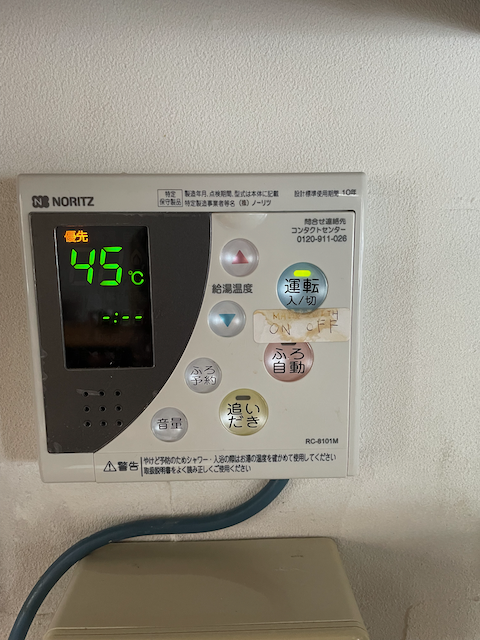 NORITZ
特定
保守製品
製造年月、点検期間、型式は本体に記載
特定製造事業者等名 (株) ノーリツ
設計標準使用期間 10年
問合せ連絡先
コンタクトセンター
0120-911-026
優先
45℃
-:--
給湯温度
運転
入/切
ON OFF
ふろ
自動
ふろ
予約
追い
だき
音量
RC-8101M
警告
やけど予防のためシャワー・入浴の際はお湯の温度を確かめて使用してください
取扱説明書をよく読み正しくご使用ください